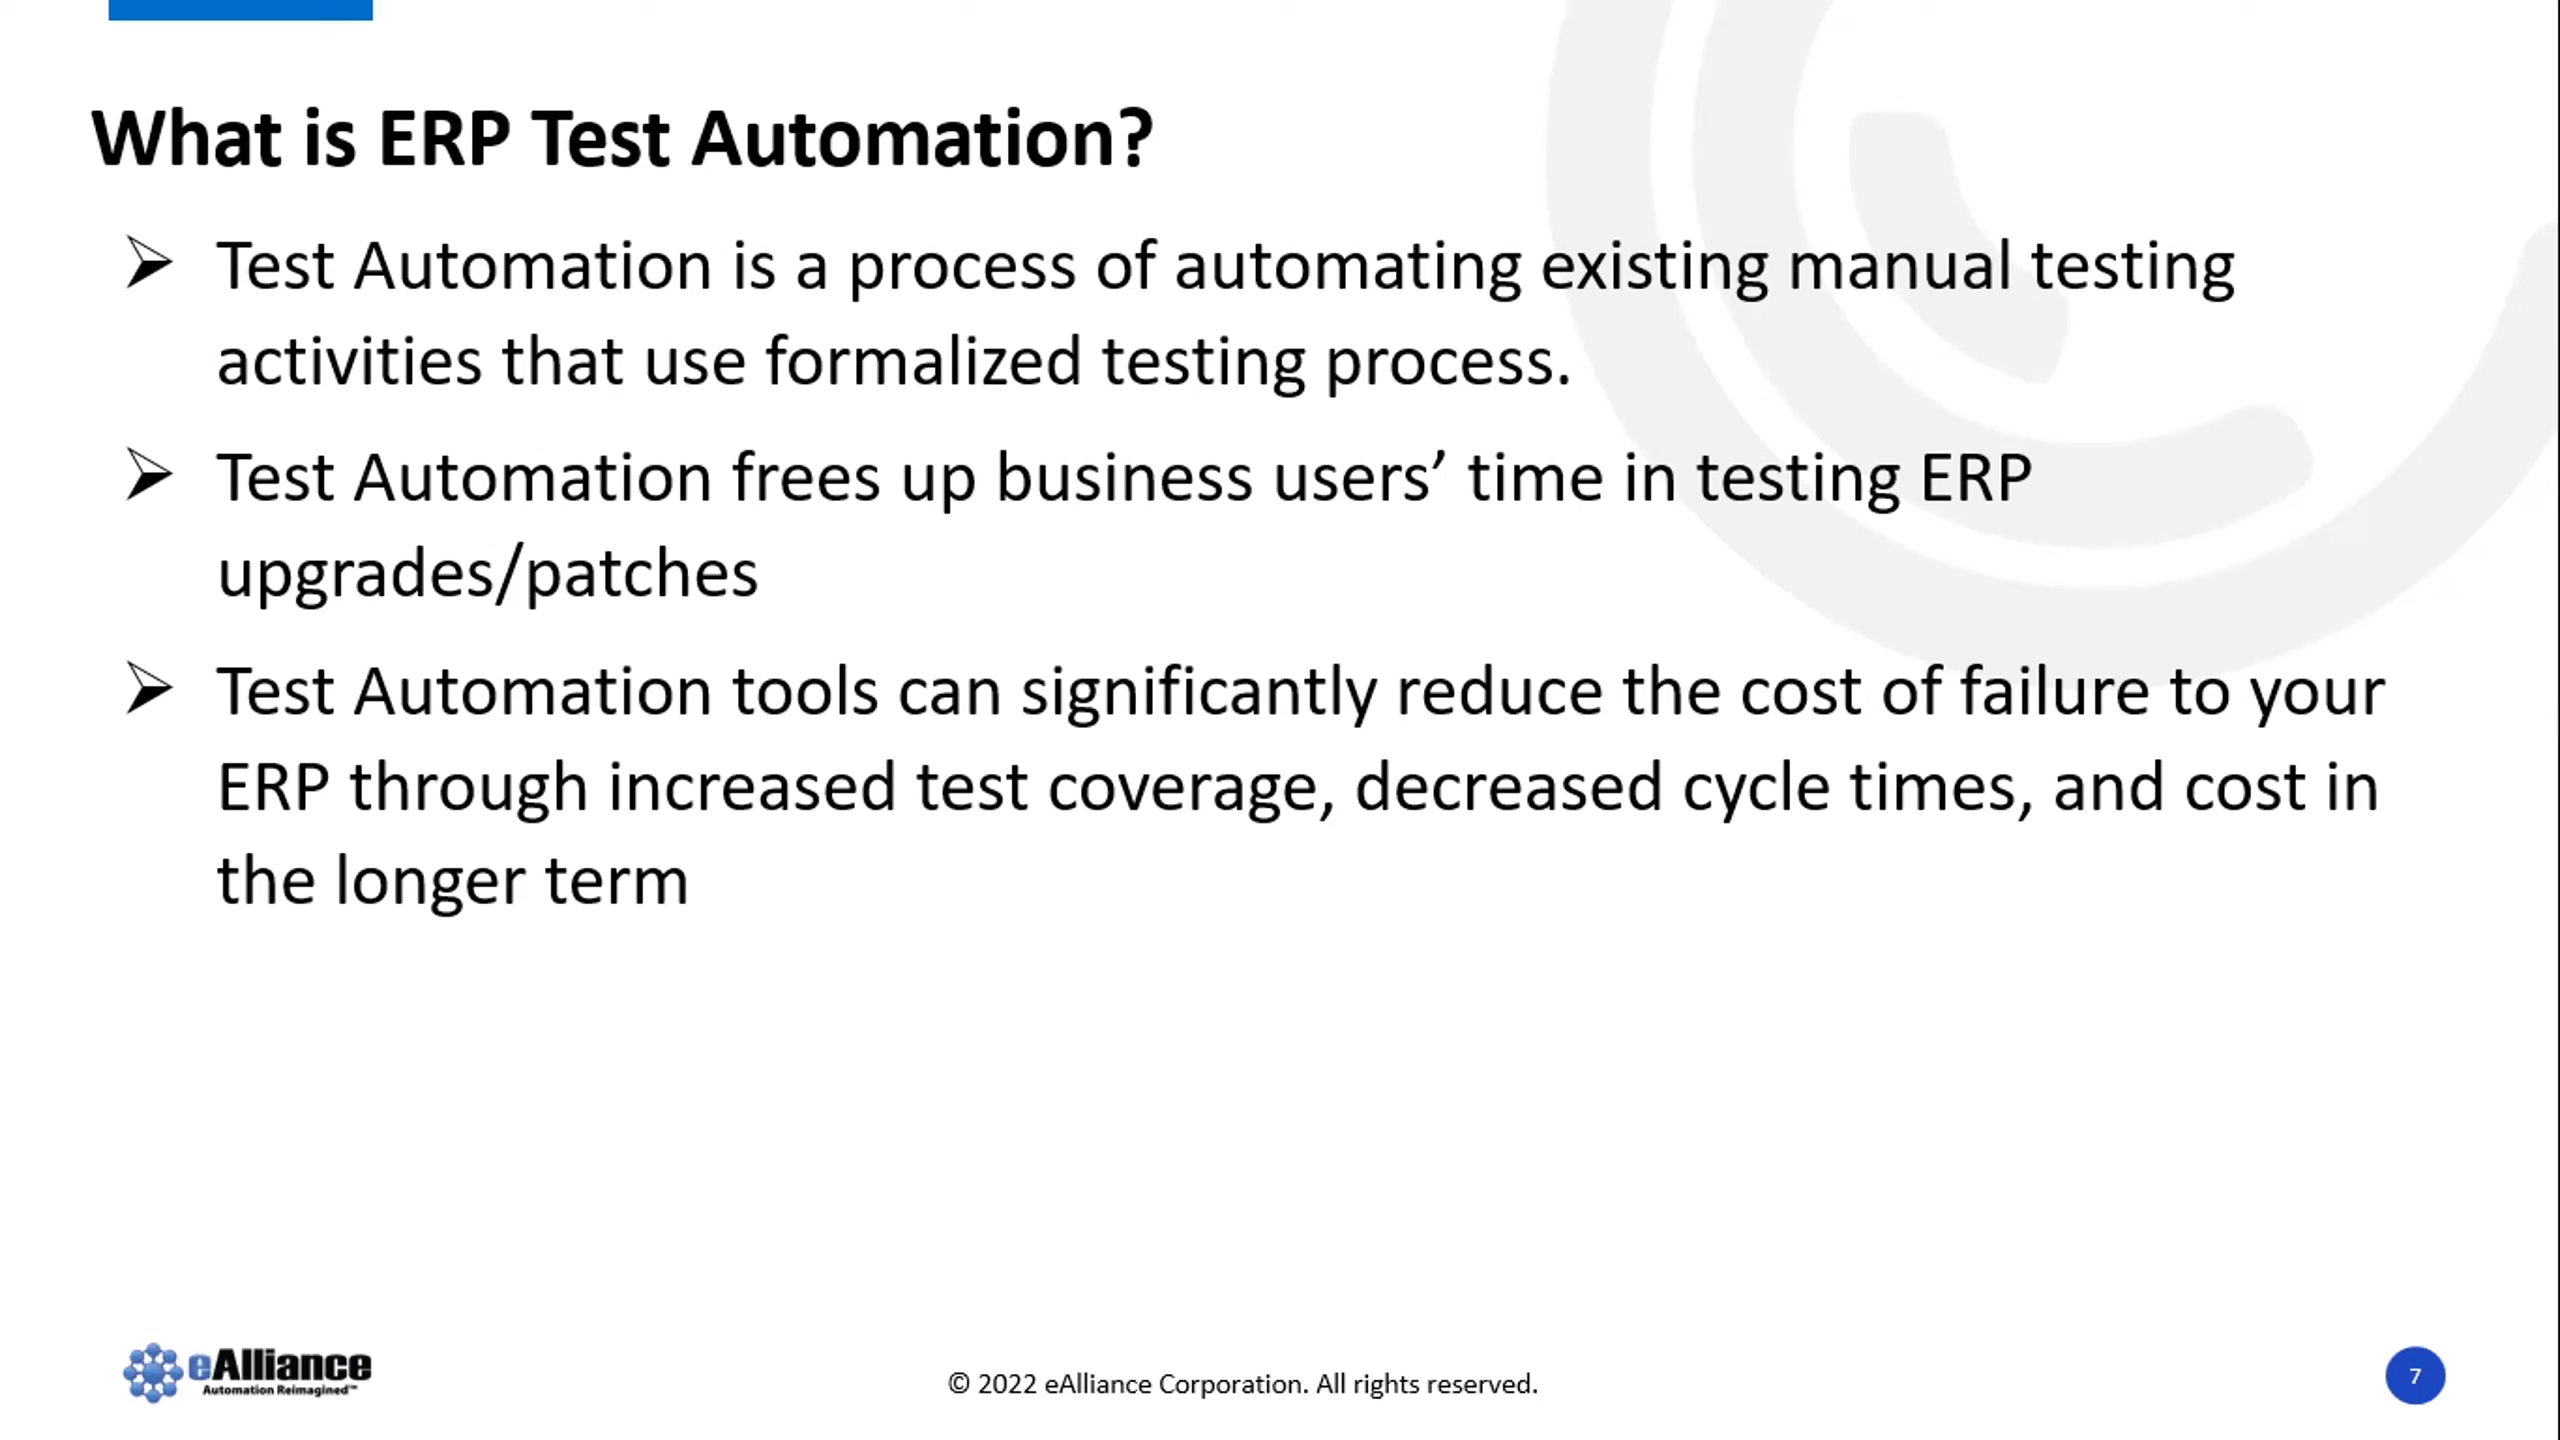 What is ERP Test Automation?
➢ Test Automation is a process of automating existing manual testing
activities that use formalized testing process.
➢ Test Automation frees up business users’ time in testing ERP
upgrades/patches
➢ Test Automation tools can significantly reduce the cost of failure to your
ERP through increased test coverage, decreased cycle times, and cost in
the longer term
eAlliance
Automation Reimagined™
© 2022 eAlliance Corporation. All rights reserved.
7